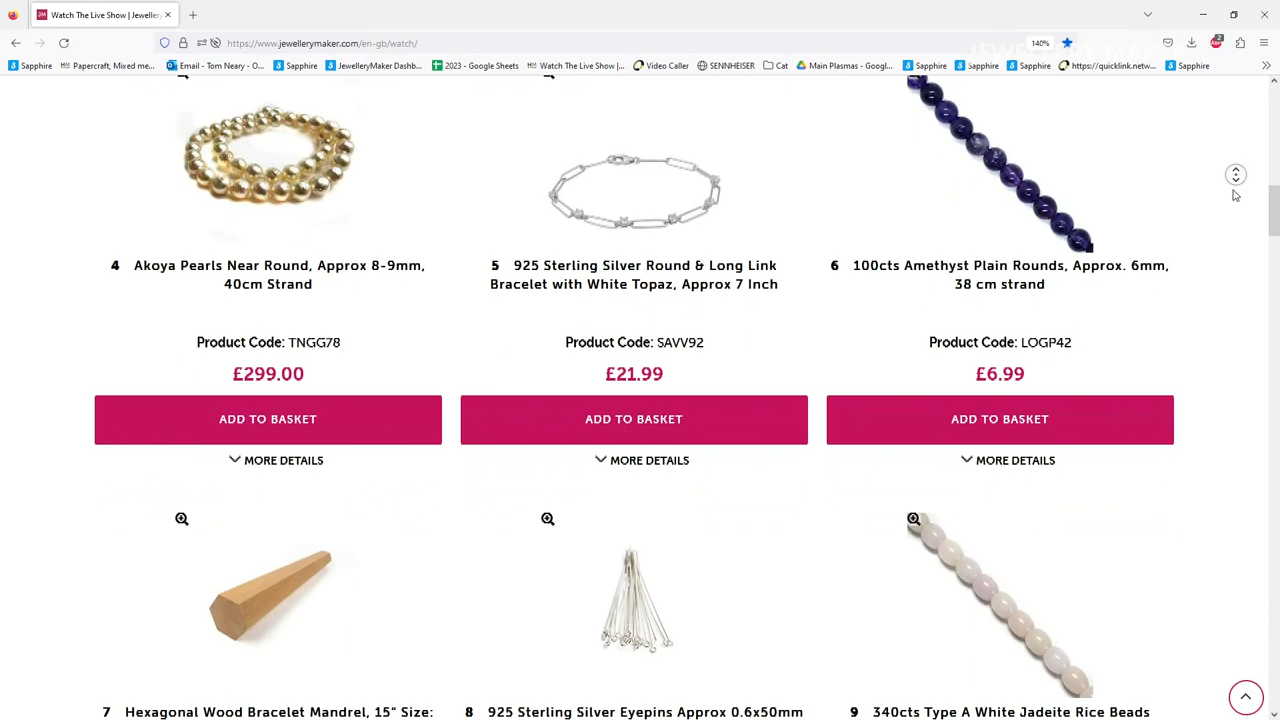 JM Watch The Live Show | Jeweller
https://www.jewellerymaker.com/en-gb/watch/
140%
2
Sapphire
Papercraft, Mixed me...
Email - Tom Neary - O...
Sapphire
JewelleryMaker Dashb...
2023 - Google Sheets
Watch The Live Show |...
Video Caller
SENNHEISER
Cat
Main Plasmas - Googl...
Sapphire
Sapphire
Sapphire
https://quicklink.netw...
Sapphire
4 Akoya Pearls Near Round, Approx 8-9mm,
40cm Strand
Product Code: TNGG78
£299.00
ADD TO BASKET
MORE DETAILS
5 925 Sterling Silver Round & Long Link
Bracelet with White Topaz, Approx 7 Inch
Product Code: SAVV92
£21.99
ADD TO BASKET
MORE DETAILS
6 100cts Amethyst Plain Rounds, Approx. 6mm,
38 cm strand
Product Code: LOGP42
£6.99
ADD TO BASKET
MORE DETAILS
7 Hexagonal Wood Bracelet Mandrel, 15” Size:
8 925 Sterling Silver Eyepins Approx 0.6x50mm
9 340cts Type A White Jadeite Rice Beads